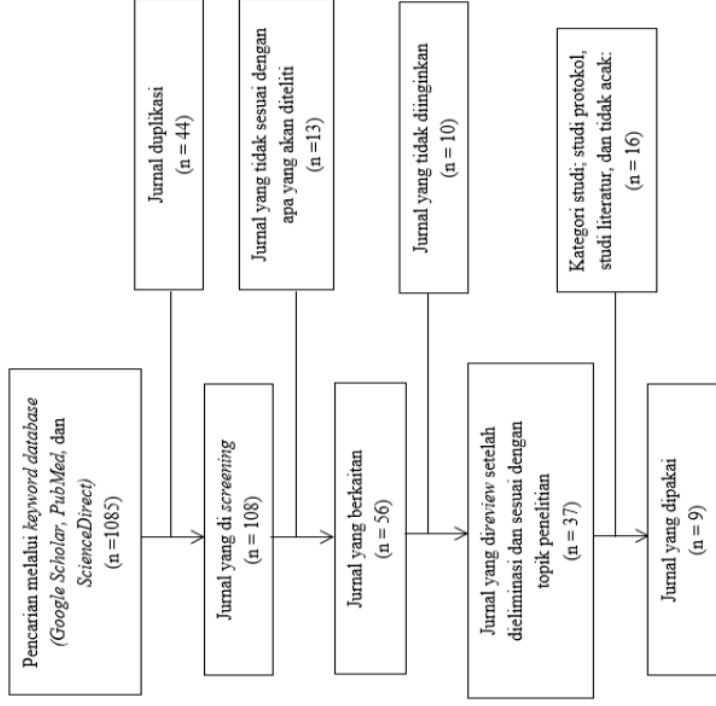 Pencarian melalui keyword database
(Google Scholar, PubMed, dan
ScienceDirect)
(n =1085)
Jurnal duplikasi
(n = 44)
Jurnal yang di screening
(n = 108)
Jurnal yang tidak sesuai dengan
apa yang akan diteliti
(n =13)
Jurnal yang berkaitan
(n = 56)
Jurnal yang tidak diinginkan
(n = 10)
Jurnal yang direview setelah
dieliminasi dan sesuai dengan
topik penelitian
(n = 37)
Kategori studi; studi protokol,
studi literatur, dan tidak acak:
(n = 16)
Jurnal yang dipakai
(n = 9)